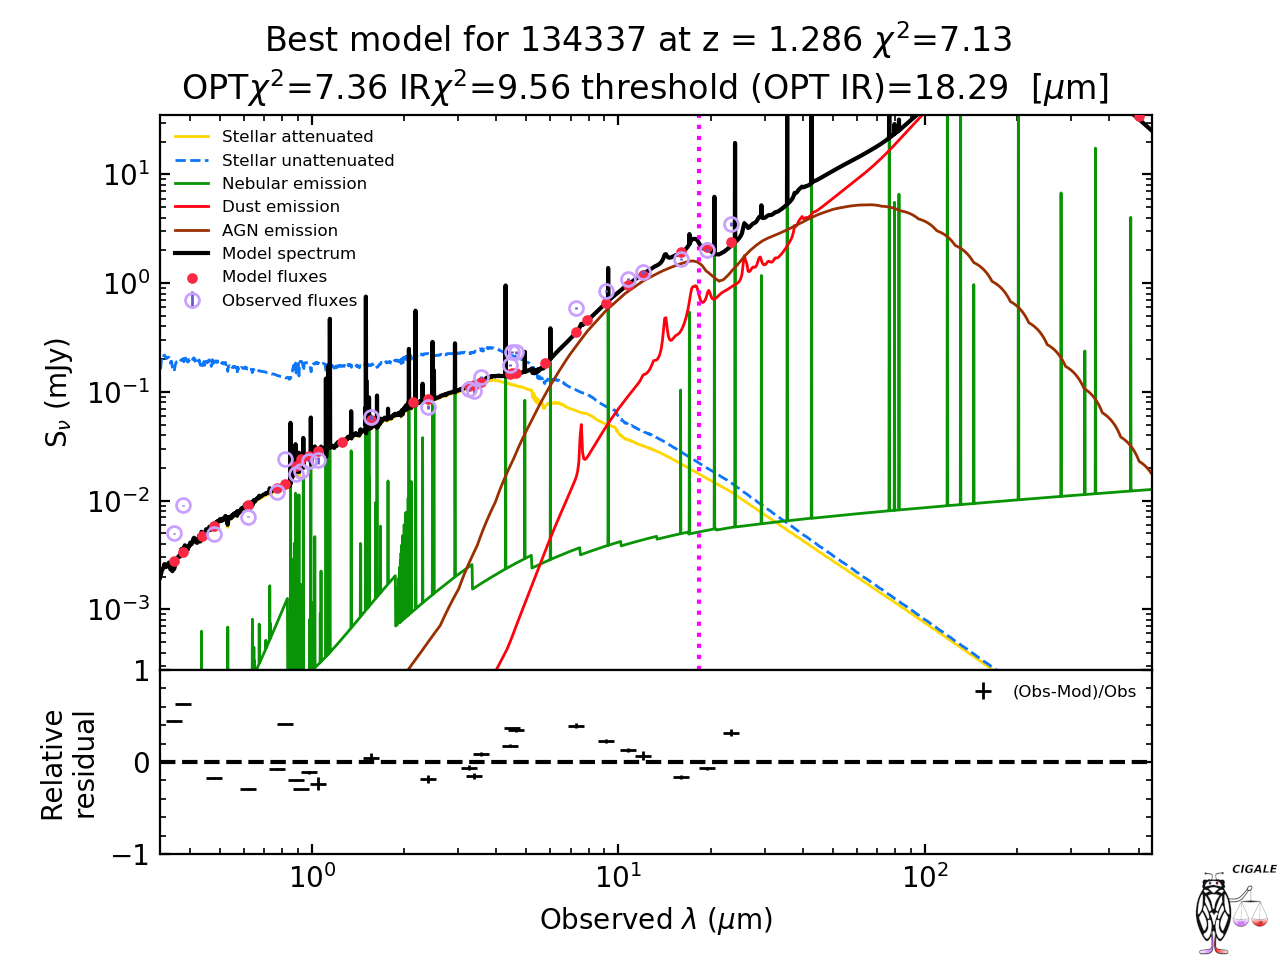 Best model for 134337 at z = 1.286 χ²=7.13
OPTχ²=7.36 IRχ²=9.56 threshold (OPT IR)=18.29 [μm]
Stellar attenuated
Stellar unattenuated
Nebular emission
Dust emission
AGN emission
Model spectrum
Model fluxes
Observed fluxes
S_ν (mJy)
10¹
10⁰
10⁻¹
10⁻²
10⁻³
(Obs-Mod)/Obs
Relative
residual
1
0
−1
10⁰ 10¹ 10²
Observed λ (μm)
CIGALE